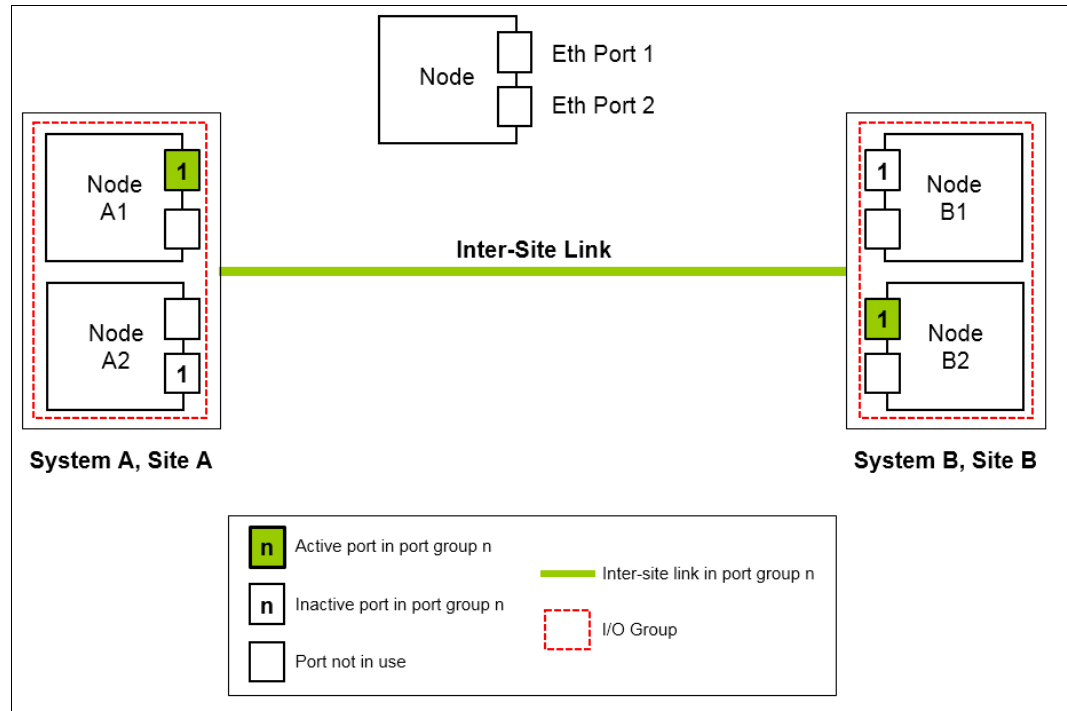 Node
Eth Port 1
Eth Port 2
Node
A1
1
Node
A2
1
Inter-Site Link
1
Node
B1
1
Node
B2
System A, Site A
System B, Site B
n
Active port in port group n
n
Inactive port in port group n
Port not in use
Inter-site link in port group n
I/O Group